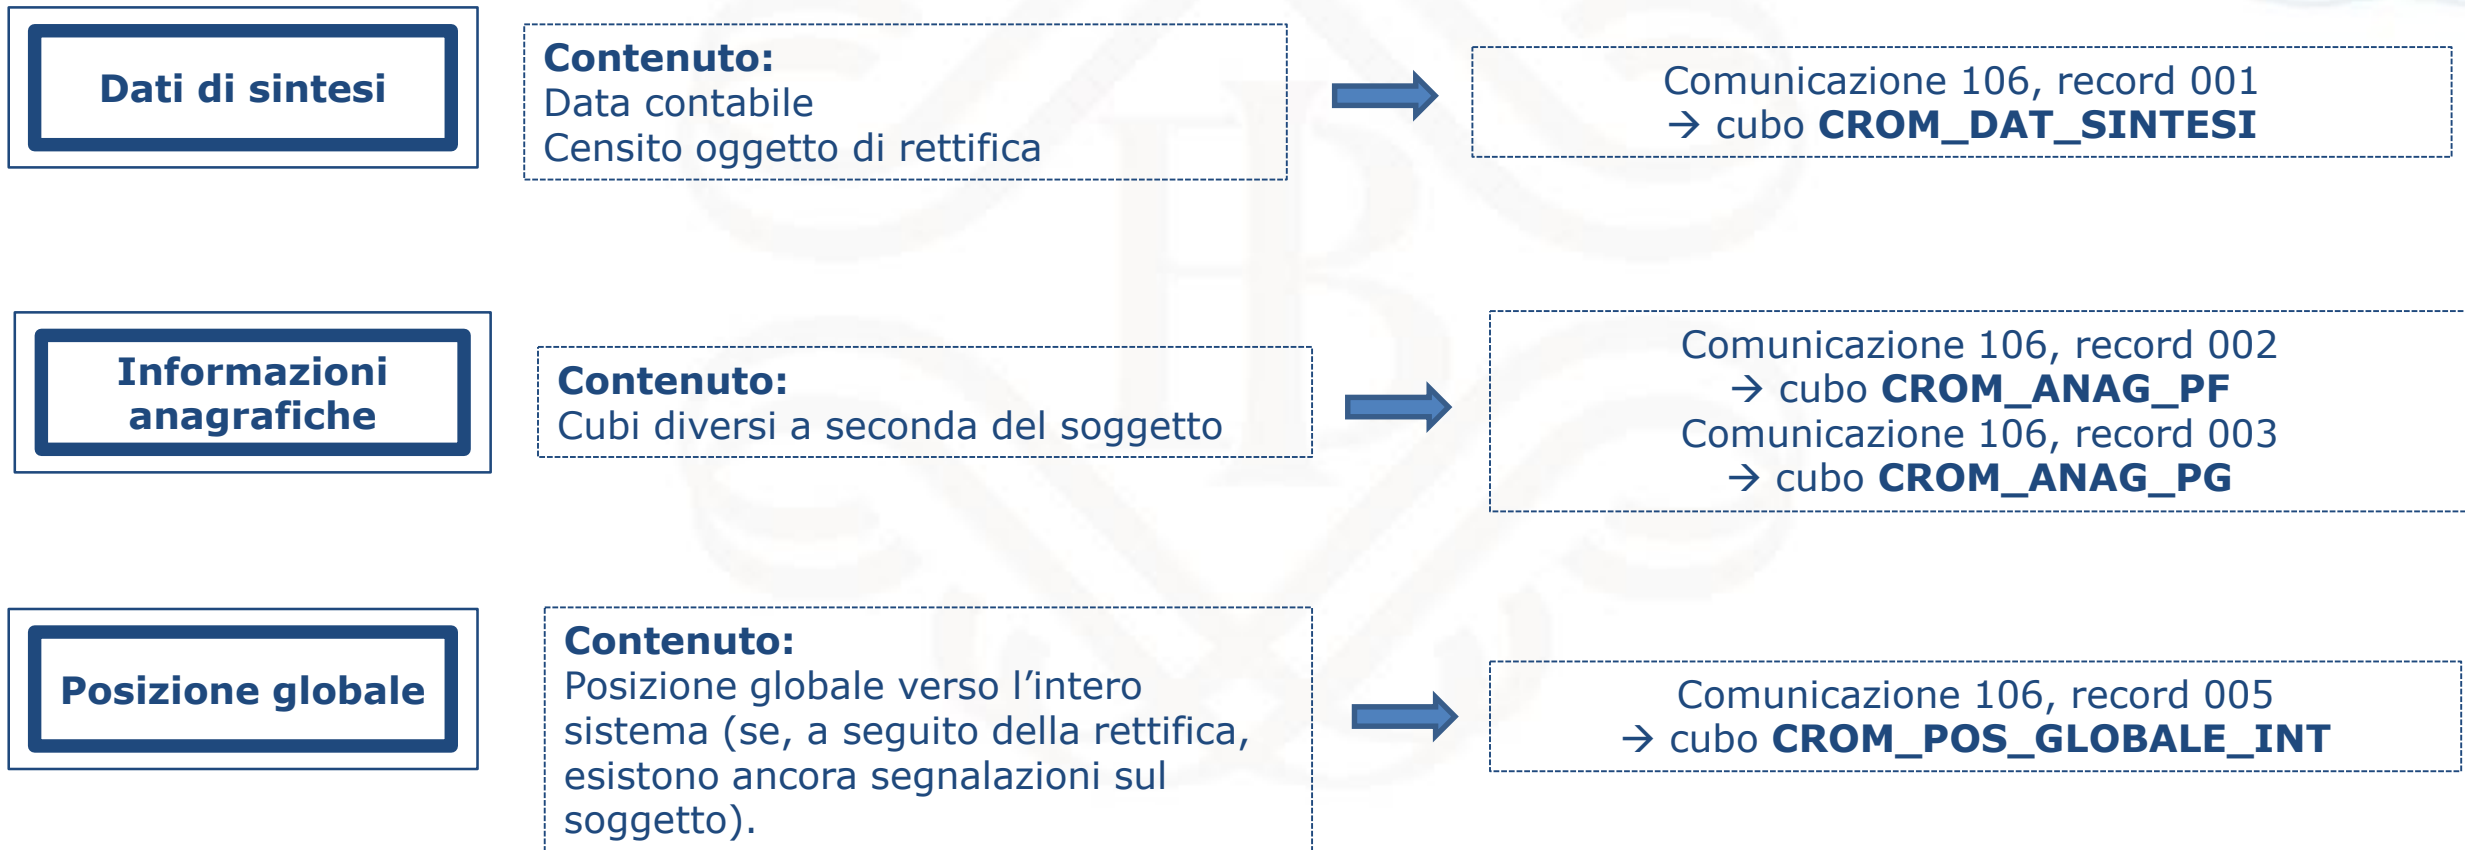 Dati di sintesi
Contenuto:
Data contabile
Censito oggetto di rettifica
Comunicazione 106, record 001
→ cubo CROM_DAT_SINTESI
Informazioni
anagrafiche
Contenuto:
Cubi diversi a seconda del soggetto
Comunicazione 106, record 002
→ cubo CROM_ANAG_PF
Comunicazione 106, record 003
→ cubo CROM_ANAG_PG
Posizione globale
Contenuto:
Posizione globale verso l’intero
sistema (se, a seguito della rettifica,
esistono ancora segnalazioni sul
soggetto).
Comunicazione 106, record 005
→ cubo CROM_POS_GLOBALE_INT